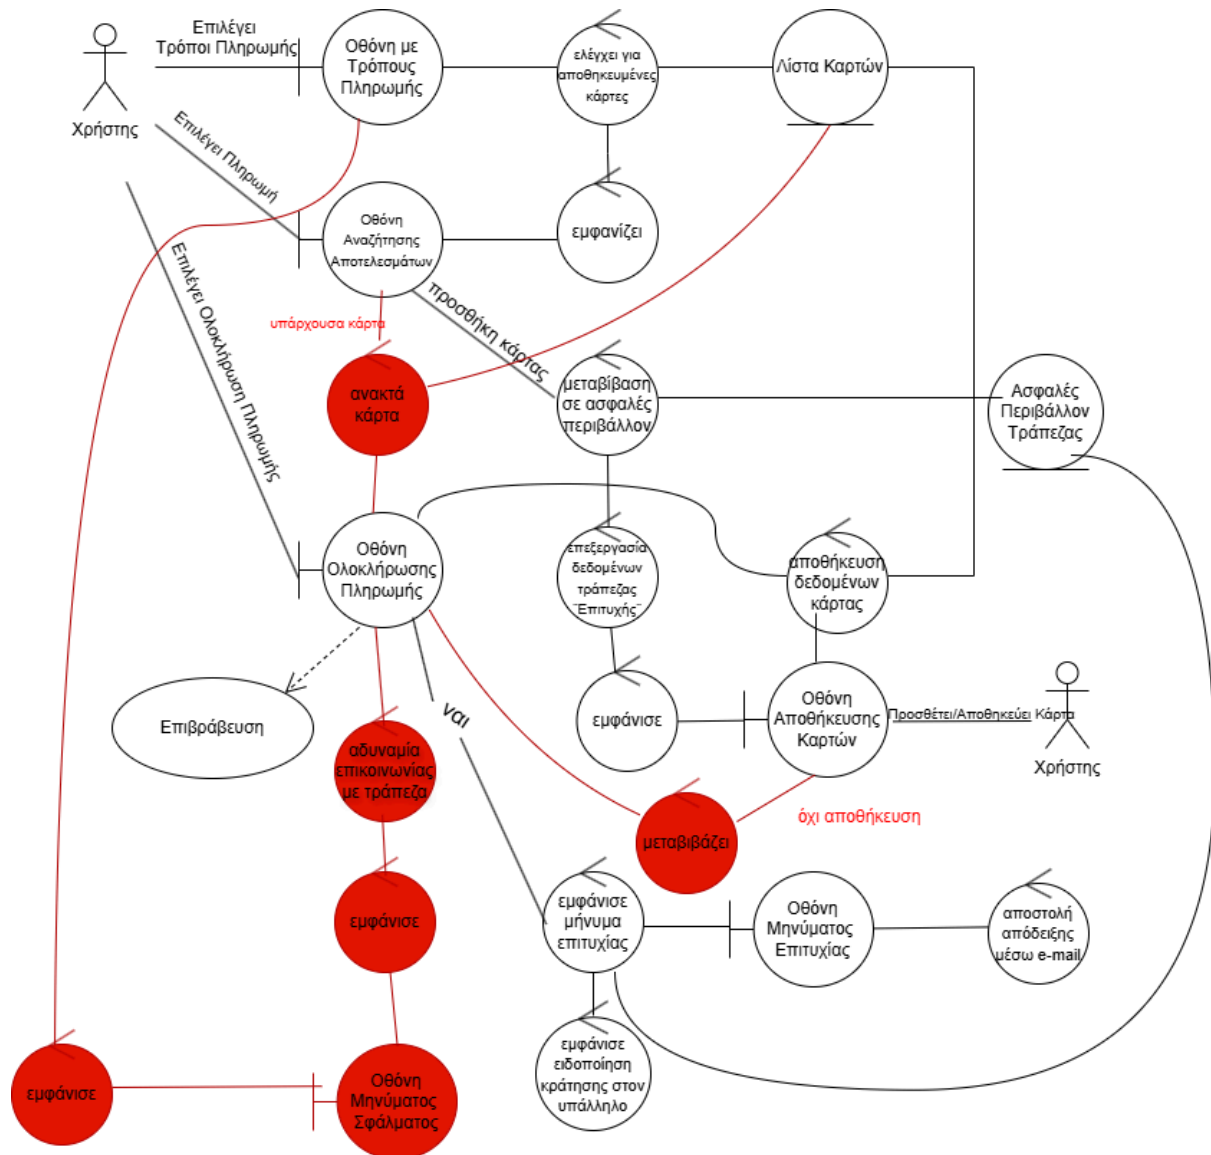 Επιλέγει
Τρόποι Πληρωμής
Οθόνη με
Τρόπους
Πληρωμής
ελέγχει για
αποθηκευμένες
κάρτες
Λίστα Καρτών
Χρήστης
Επιλέγει Πληρωμή
Οθόνη
Αναζήτησης
Αποτελεσμάτων
εμφανίζει
Επιλέγει Ολοκλήρωση Πληρωμής
υπάρχουσα κάρτα
προσθήκη κάρτας
ανακτά
κάρτα
μεταβίβαση
σε ασφαλές
περιβάλλον
Ασφαλές
Περιβάλλον
Τράπεζας
Οθόνη
Ολοκλήρωσης
Πληρωμής
επεξεργασία
δεδομένων
τράπεζας
¨Επιτυχής¨
αποθήκευση
δεδομένων
κάρτας
Επιβράβευση
ναι
εμφάνισε
Οθόνη
Αποθήκευσης
Καρτών
Προσθέτει/Αποθηκεύει Κάρτα
Χρήστης
αδυναμία
επικοινωνίας
με τράπεζα
μεταβιβάζει
όχι αποθήκευση
εμφάνισε
εμφάνισε
μήνυμα
επιτυχίας
Οθόνη
Μηνύματος
Επιτυχίας
αποστολή
απόδειξης
μέσω e-mail
εμφάνισε
ειδοποίηση
κράτησης στον
υπάλληλο
εμφάνισε
Οθόνη
Μηνύματος
Σφάλματος